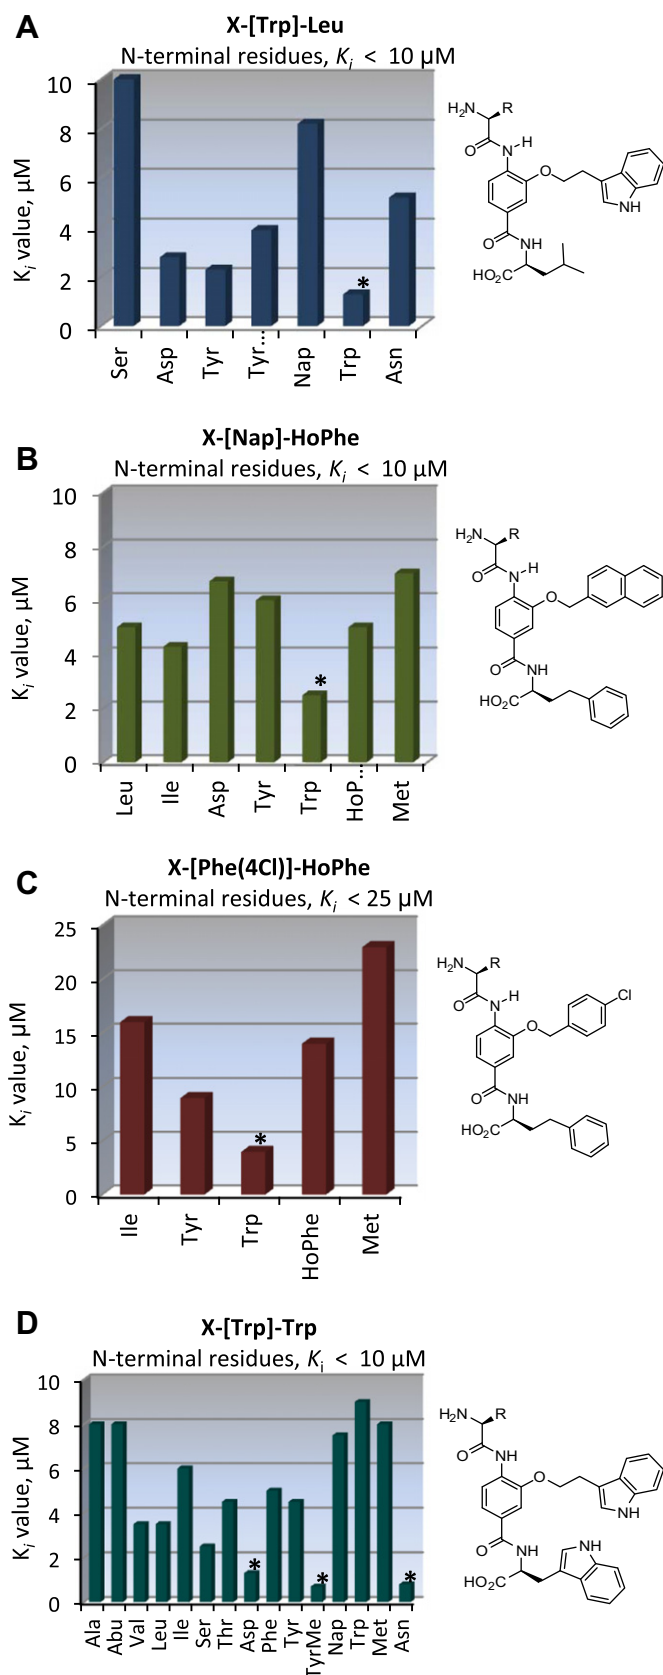 A
X-[Trp]-Leu
N-terminal residues, Ki < 10 µM
Ki value, µM
10
8
6
4
2
0
Ser
Asp
Tyr
Tyr...
Nap
Trp
Asn
*
H2N
R
O
N
H
O
NH
O
NH
HO2C
B
X-[Nap]-HoPhe
N-terminal residues, Ki < 10 µM
Ki value, µM
10
8
6
4
2
0
Leu
Ile
Asp
Tyr
Trp
HoP...
Met
*
H2N
R
O
N
H
O
O
NH
HO2C
C
X-[Phe(4Cl)]-HoPhe
N-terminal residues, Ki < 25 µM
Ki value, µM
25
20
15
10
5
0
Ile
Tyr
Trp
HoPhe
Met
*
H2N
R
O
N
H
O
Cl
O
NH
HO2C
D
X-[Trp]-Trp
N-terminal residues, Ki < 10 µM
Ki value, µM
10
8
6
4
2
0
Ala
Abu
Val
Leu
Ile
Ser
Thr
Asp
Phe
Tyr
TyrMe
Nap
Trp
Met
Asn
*
*
*
H2N
R
O
NH
O
NH
O
NH
NH
HO2C